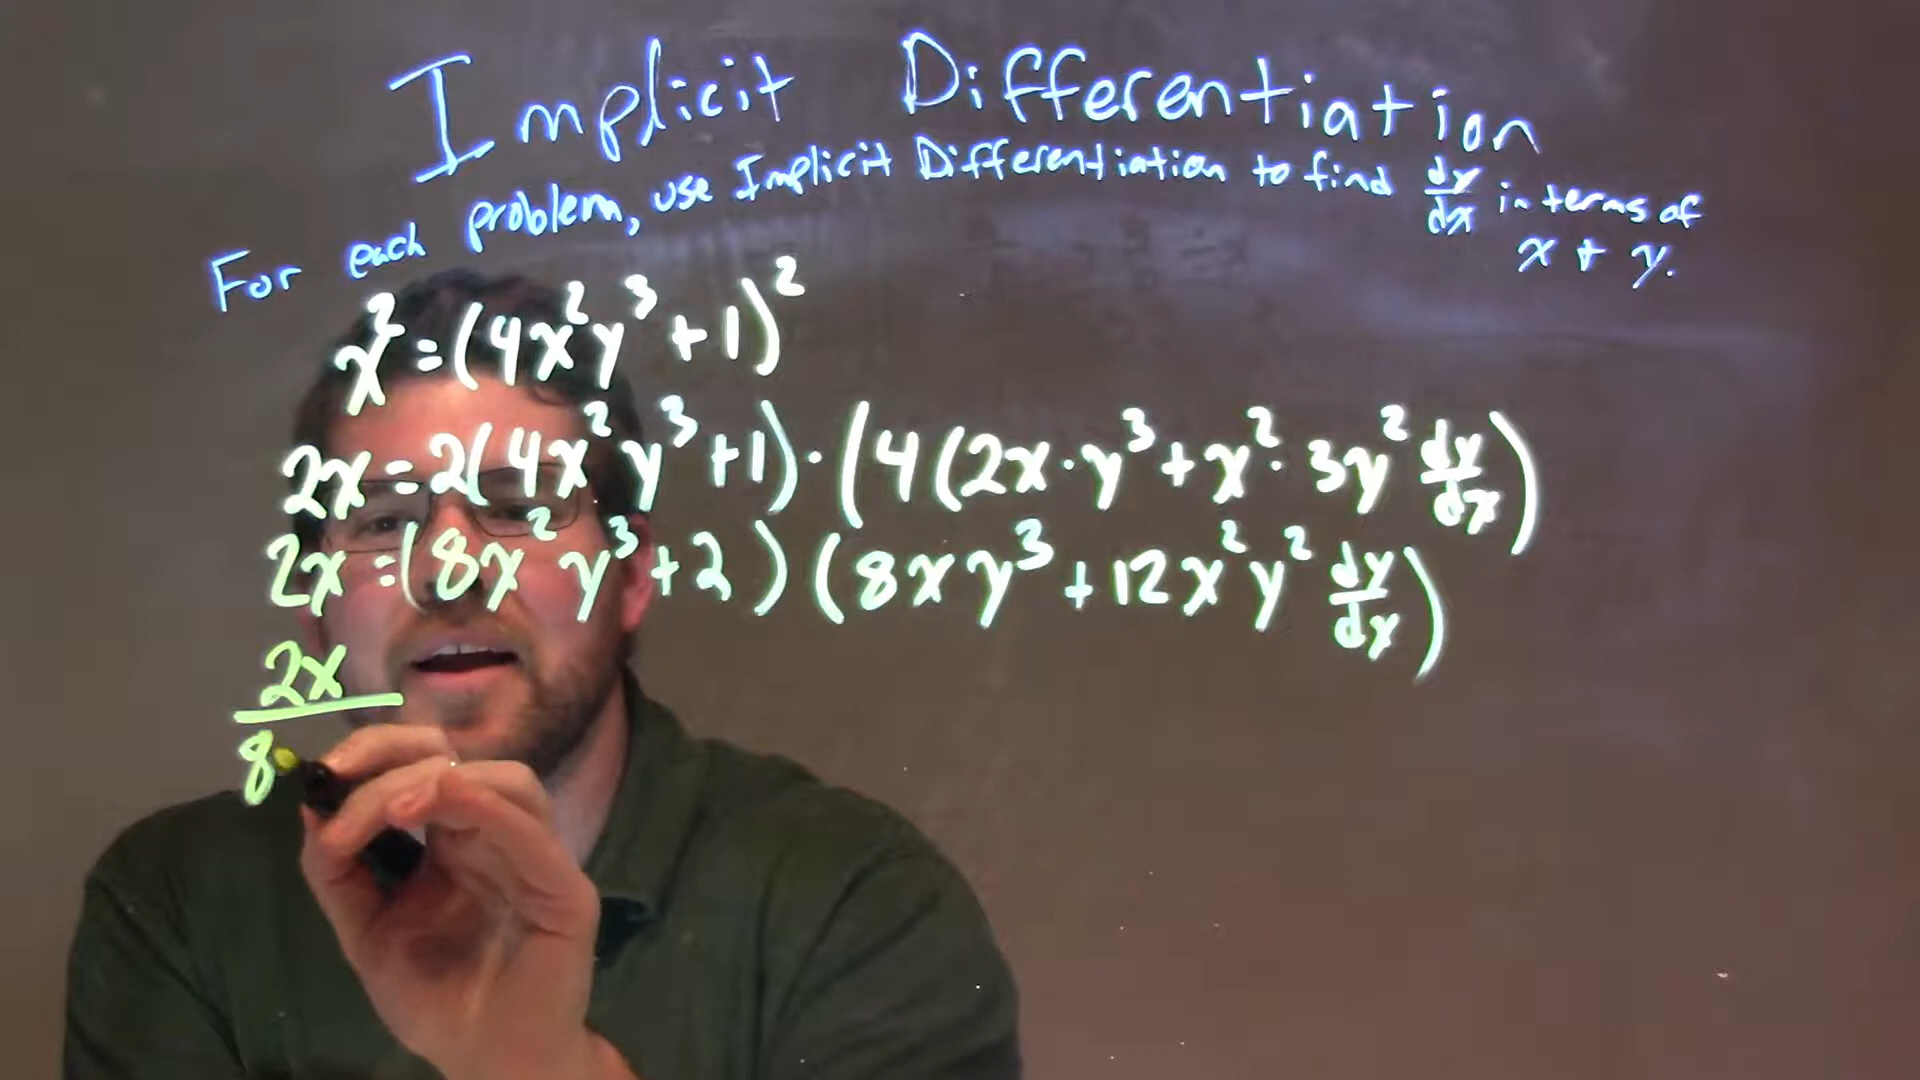 Implicit Differentiation
For each problem, use Implicit Differentiation to find dy/dx in terms of
x + y.
x² = (4x²y³ + 1)²
2x = 2(4x²y³ + 1) · (4(2x · y³ + x² · 3y² dy/dx)
2x = (8x²y³ + 2)(8xy³ + 12x²y² dy/dx)
2x
8